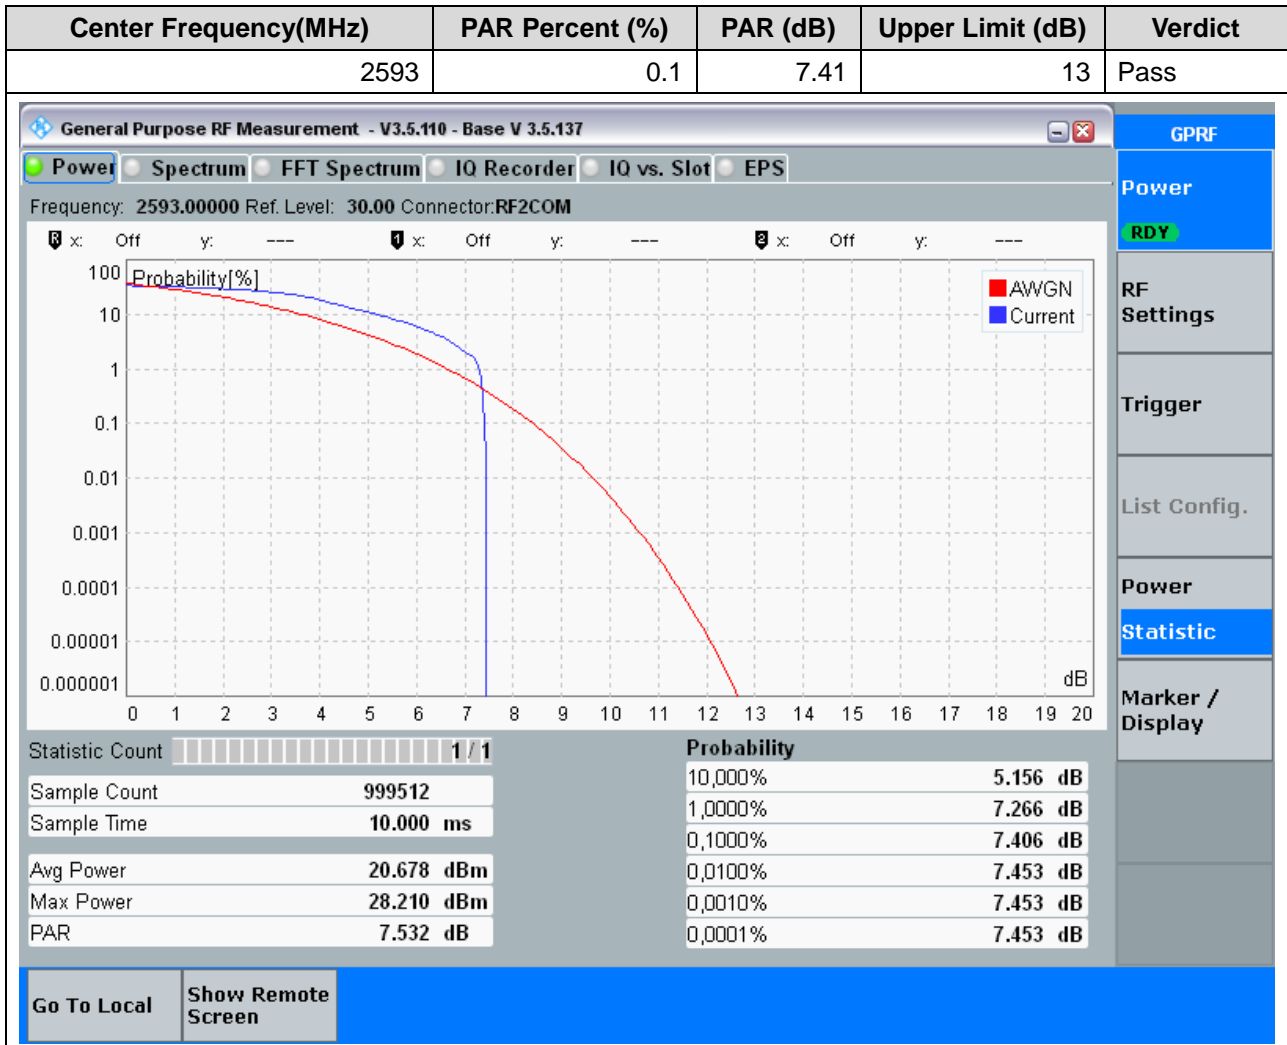 Center Frequency(MHz) PAR Percent (%) PAR (dB) Upper Limit (dB) Verdict
2593 0.1 7.41 13 Pass
General Purpose RF Measurement - V3.5.110 - Base V 3.5.137
GPRF
Power Spectrum FFT Spectrum IQ Recorder IQ vs. Slot EPS
Power
RDY
Frequency: 2593.00000 Ref. Level: 30.00 Connector:RF2COM
R x: Off y: --- 1 x: Off y: --- 2 x: Off y: ---
Probability[%]
100
10
1
0.1
0.01
0.001
0.0001
0.00001
0.000001
AWGN
Current
dB
0 1 2 3 4 5 6 7 8 9 10 11 12 13 14 15 16 17 18 19 20
RF
Settings
Trigger
List Config.
Power
Statistic
Marker /
Display
Statistic Count 1 / 1
Sample Count 999512
Sample Time 10.000 ms
Avg Power 20.678 dBm
Max Power 28.210 dBm
PAR 7.532 dB
Probability
10,000% 5.156 dB
1,0000% 7.266 dB
0,1000% 7.406 dB
0,0100% 7.453 dB
0,0010% 7.453 dB
0,0001% 7.453 dB
Go To Local
Show Remote
Screen